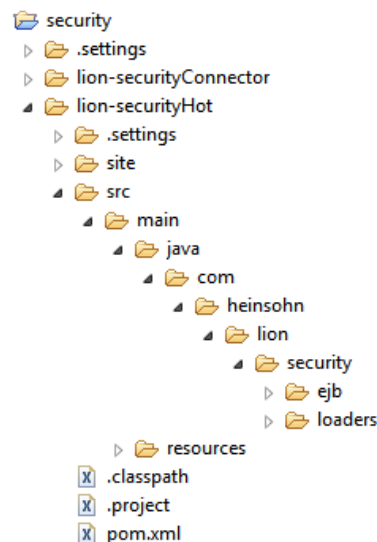 security
.settings
lion-securityConnector
lion-securityHot
.settings
site
src
main
java
com
heinsohn
lion
security
ejb
loaders
resources
.classpath
.project
pom.xml